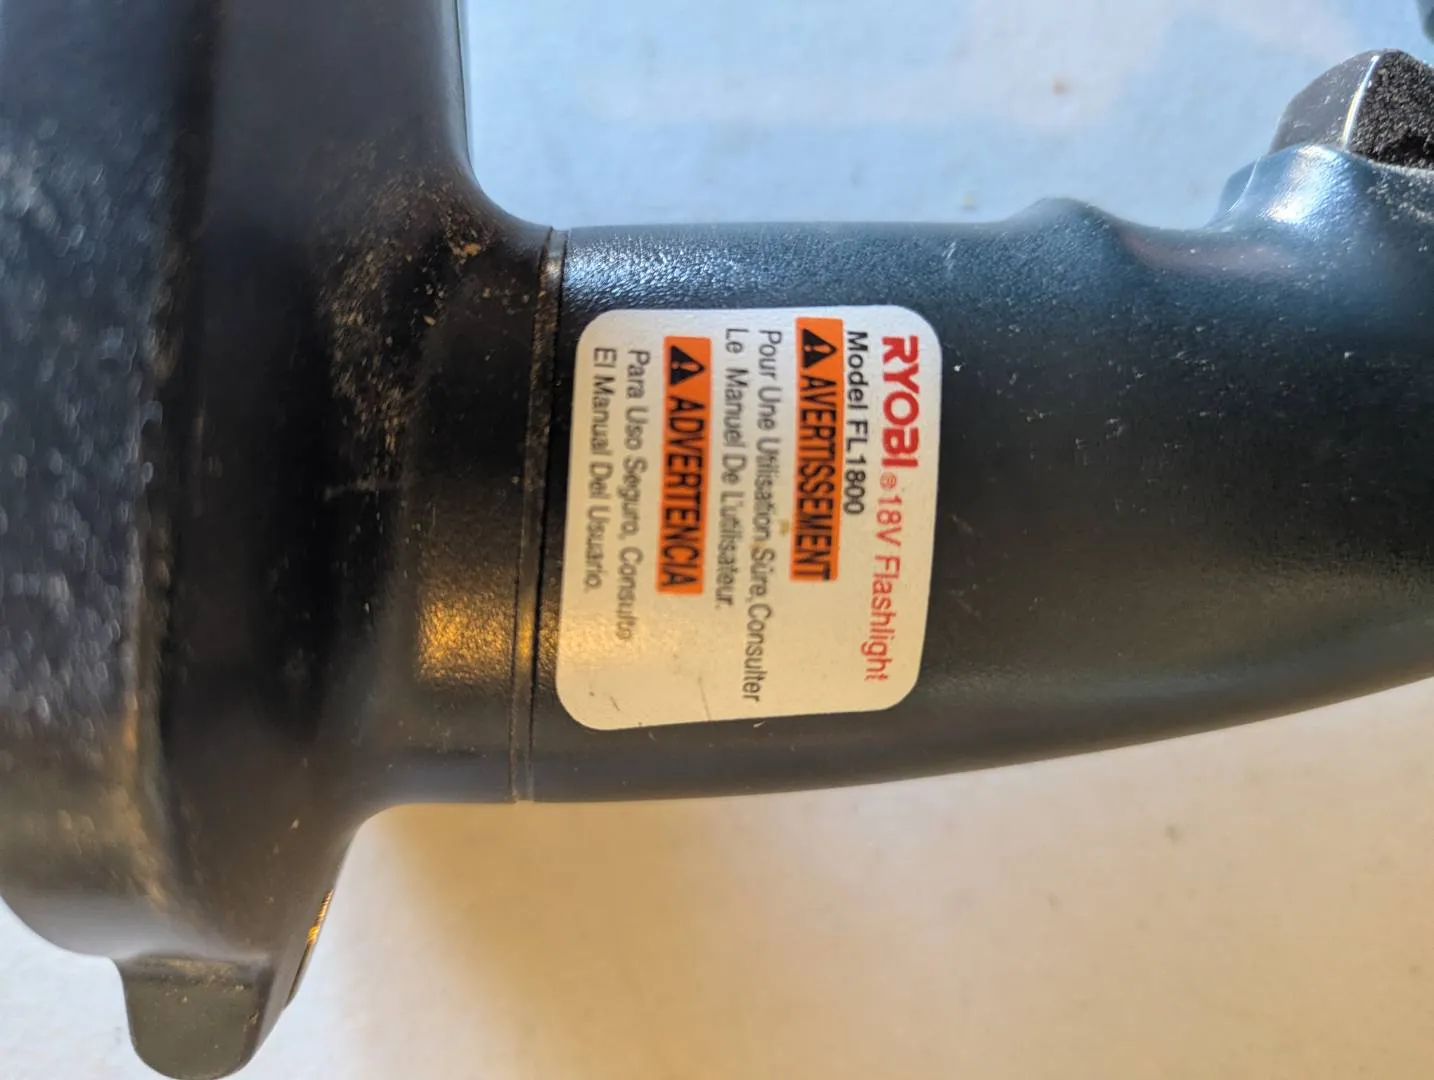 RYOBI® 18V Flashlight
Model FL1800
⚠ AVERTISSEMENT
Pour Une Utilisation Sûre, Consulter
Le Manuel De L'utilisateur.
⚠ ADVERTENCIA
Para Uso Seguro, Consulte
El Manual Del Usuario.